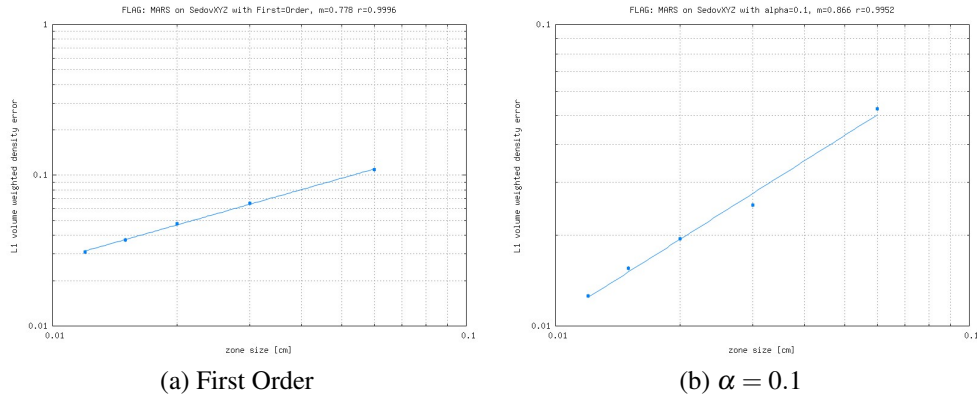 FLAG: MARS on SedovXYZ with First=Order, m=0.778 r=0.9996
1
0.1
0.01
L1 volume weighted density error
0.01
0.1
zone size [cm]
(a) First Order
FLAG: MARS on SedovXYZ with alpha=0.1, m=0.866 r=0.9952
0.1
0.01
L1 volume weighted density error
0.01
0.1
zone size [cm]
(b) α = 0.1